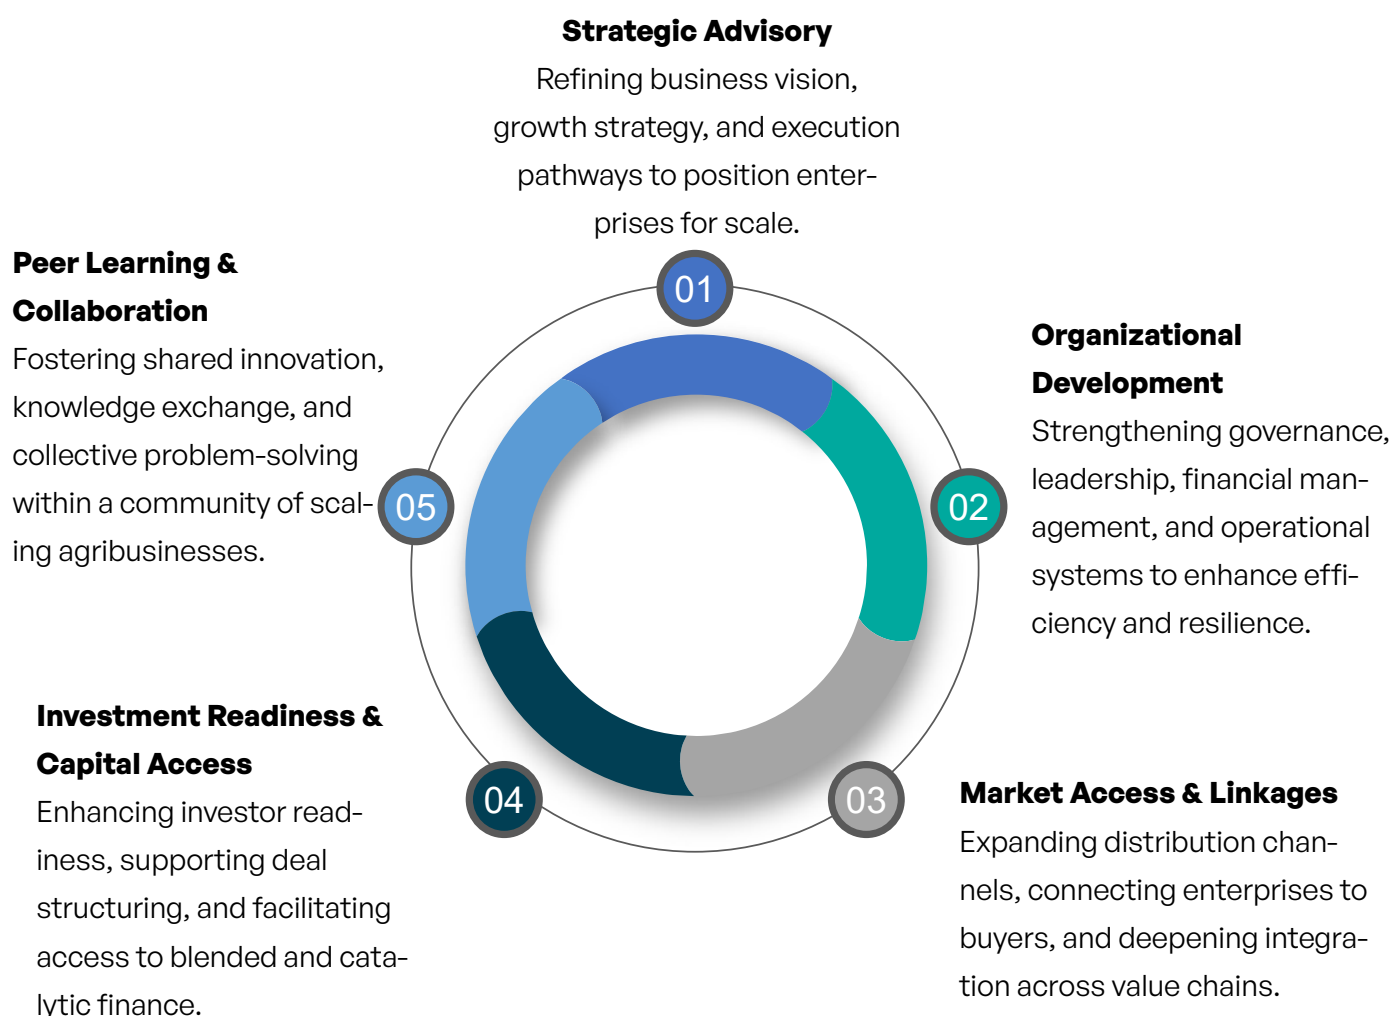 Strategic Advisory
Refining business vision,
growth strategy, and execution
pathways to position enter-
prises for scale.
01
Organizational
Development
Strengthening governance,
leadership, financial man-
agement, and operational
systems to enhance effi-
ciency and resilience.
02
Market Access & Linkages
Expanding distribution chan-
nels, connecting enterprises to
buyers, and deepening integra-
tion across value chains.
03
Investment Readiness &
Capital Access
Enhancing investor read-
iness, supporting deal
structuring, and facilitating
access to blended and cata-
lytic finance.
04
Peer Learning &
Collaboration
Fostering shared innovation,
knowledge exchange, and
collective problem-solving
within a community of scal-
ing agribusinesses.
05